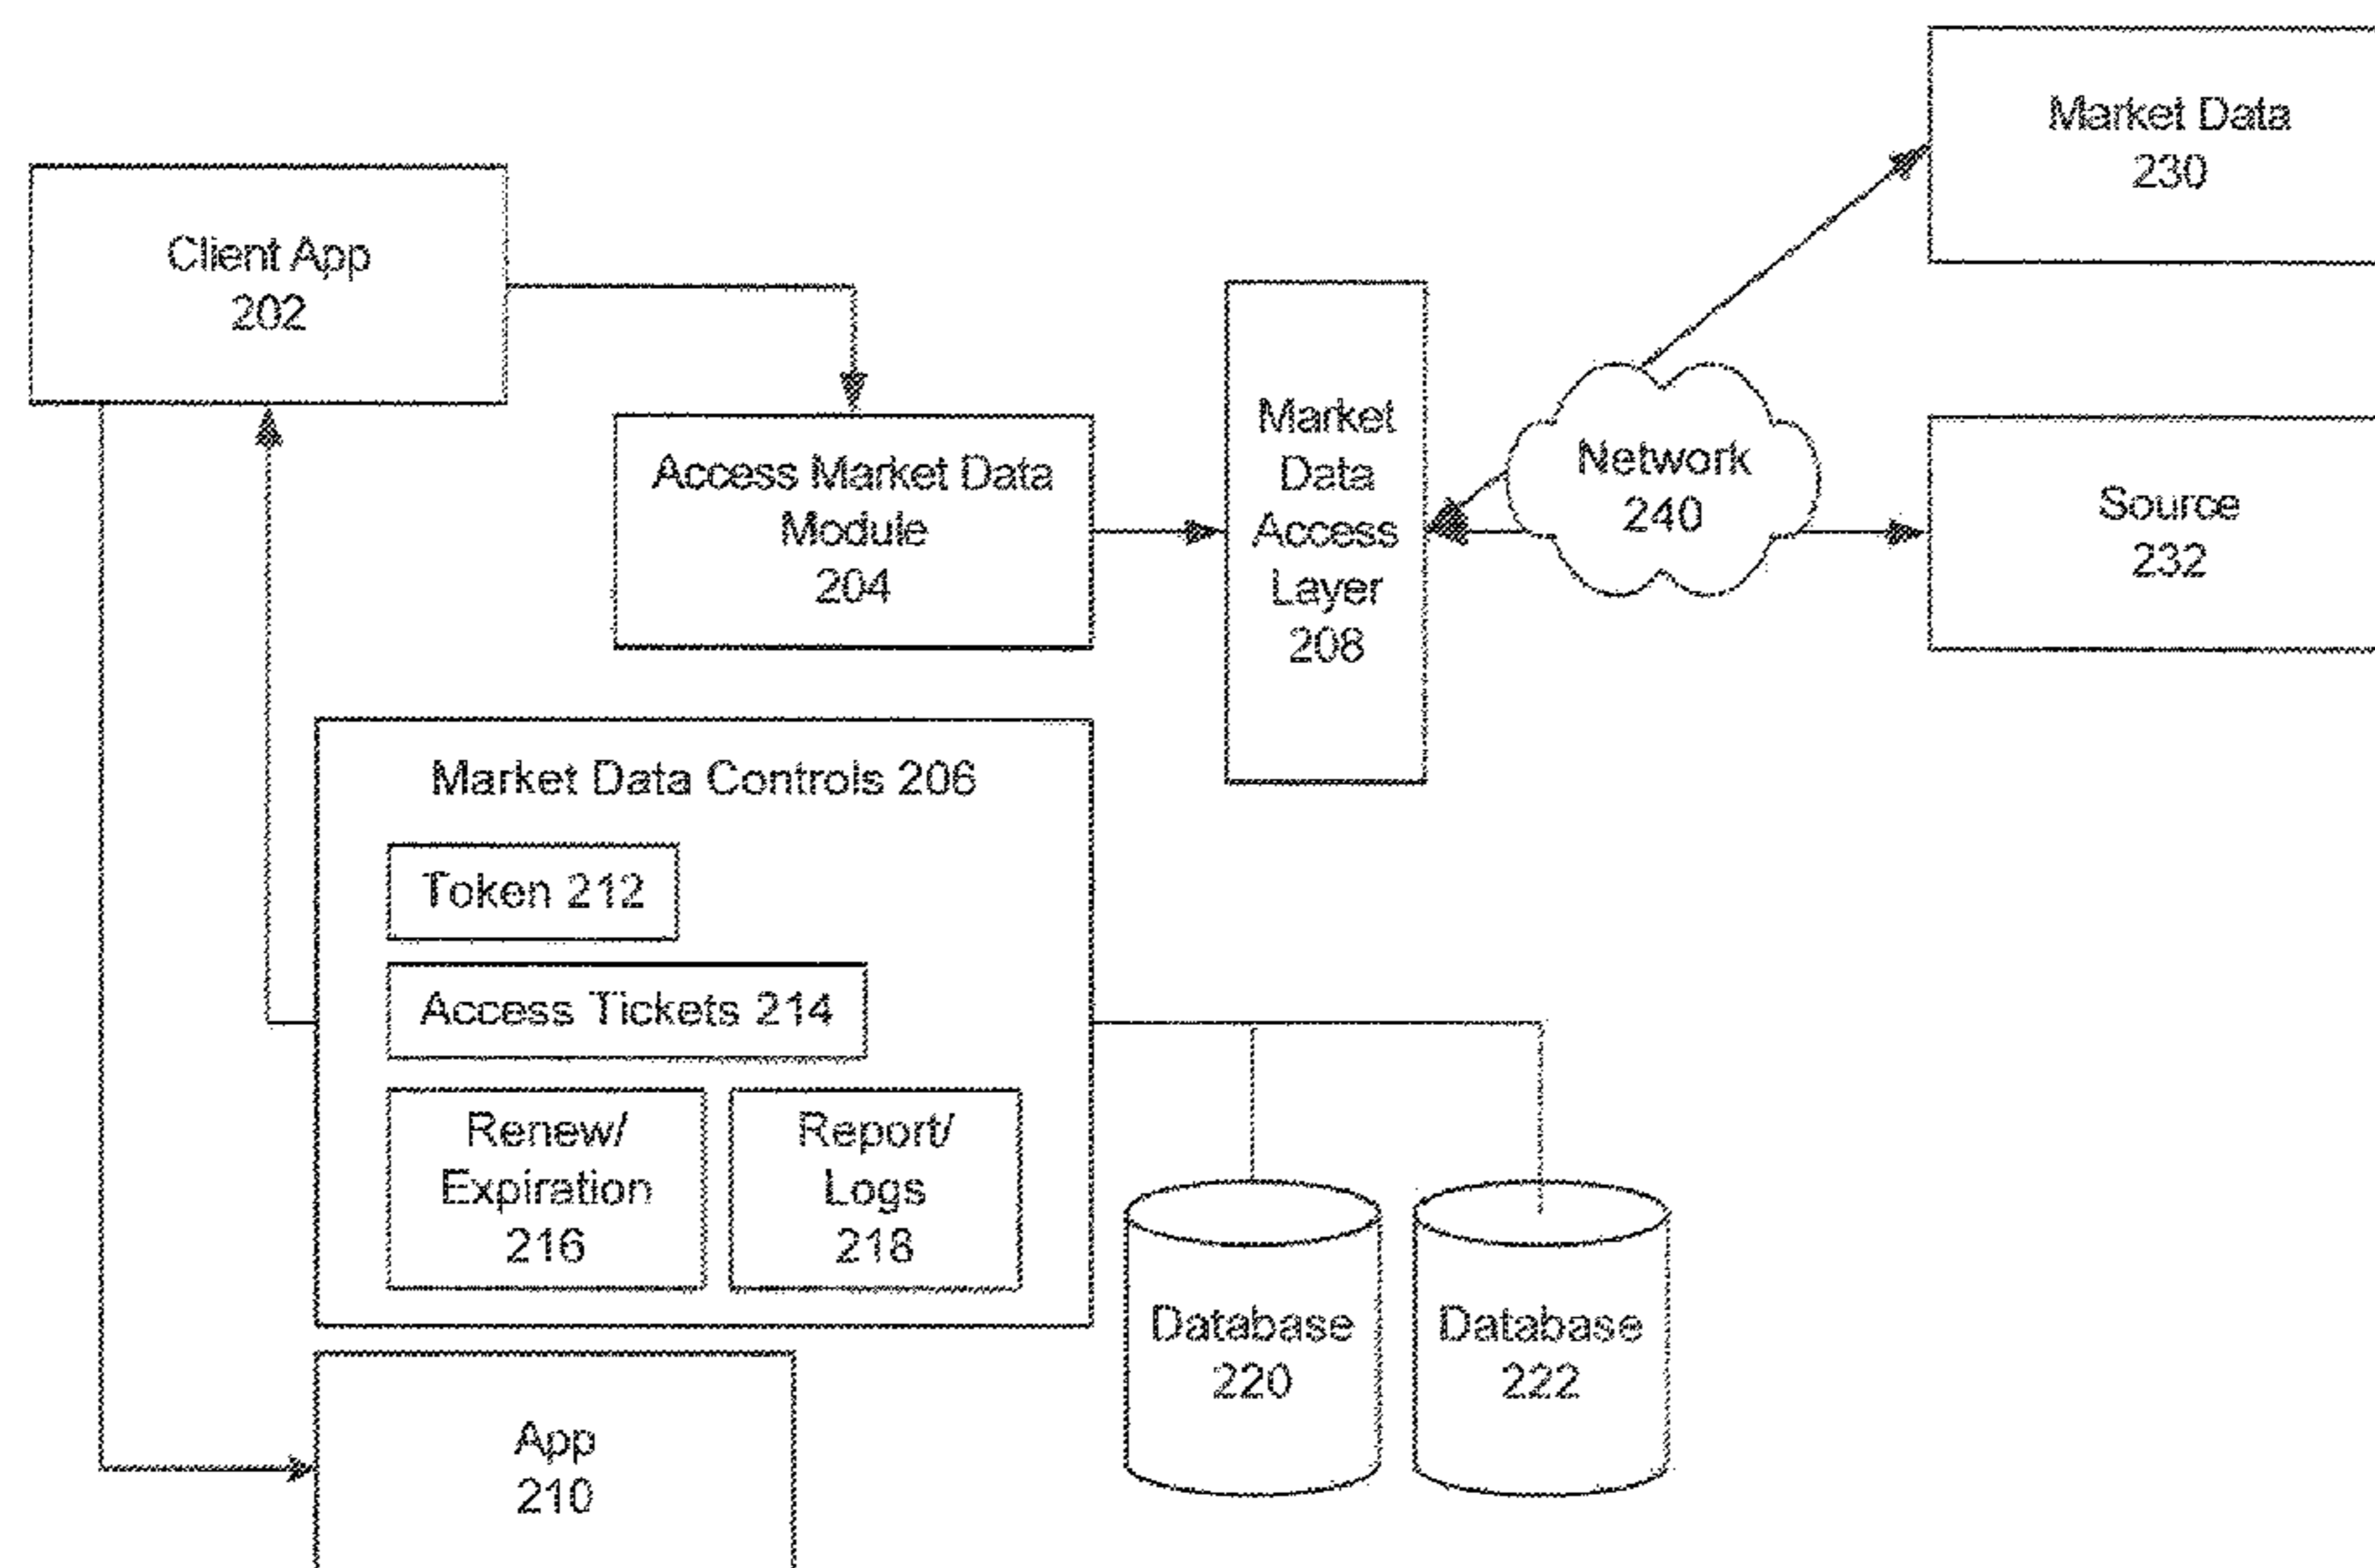 Market Data
230
Client App
202
Access Market Data
Module
204
Market
Data
Access
Layer
208
Network
240
Source
232
Market Data Controls 206
Token 212
Access Tickets 214
Renew/
Expiration
216
Report/
Logs
218
Database
220
Database
222
App
210